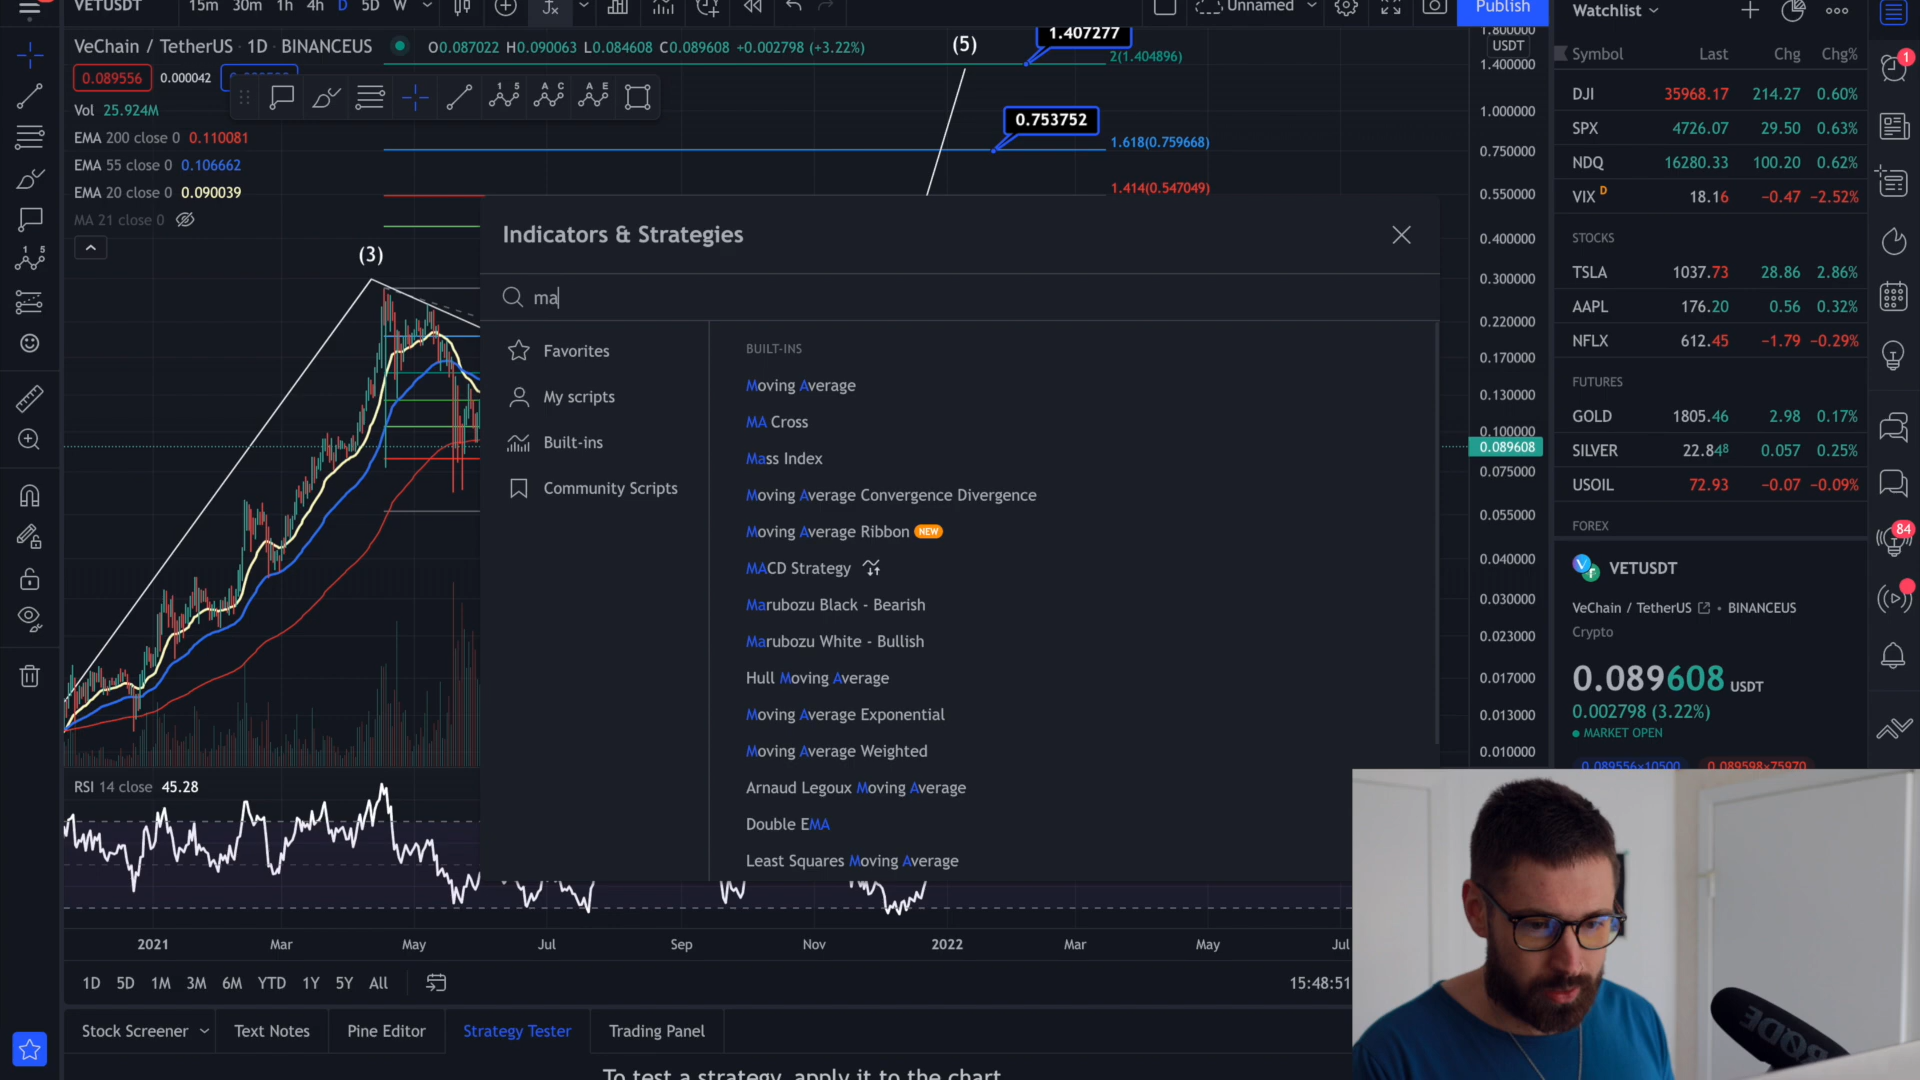 VETUSDT 15m 30m 1h 4h D 5D W Unnamed Publish
VeChain / TetherUS · 1D · BINANCEUS O0.087022 H0.090063 L0.084608 C0.089608 +0.002798 (+3.22%)
0.089556 0.000042
Vol 25.924M
EMA 200 close 0 0.110081
EMA 55 close 0 0.106662
EMA 20 close 0 0.090039
MA 21 close 0
1 5
A C
A E
(3)
(5)
1.407277
2(1.404896)
0.753752
1.618(0.759668)
1.414(0.547049)
Indicators & Strategies
ma
Favorites
My scripts
Built-ins
Community Scripts
BUILT-INS
Moving Average
MA Cross
Mass Index
Moving Average Convergence Divergence
Moving Average Ribbon NEW
MACD Strategy
Marubozu Black - Bearish
Marubozu White - Bullish
Hull Moving Average
Moving Average Exponential
Moving Average Weighted
Arnaud Legoux Moving Average
Double EMA
Least Squares Moving Average
1.800000
USDT
1.400000
1.000000
0.750000
0.550000
0.400000
0.300000
0.220000
0.170000
0.130000
0.100000
0.089608
0.075000
0.055000
0.040000
0.030000
0.023000
0.017000
0.013000
0.010000
RSI 14 close 45.28
2021 Mar May Jul Sep Nov 2022 Mar May Jul
1D 5D 1M 3M 6M YTD 1Y 5Y All 15:48:51
Stock Screener Text Notes Pine Editor Strategy Tester Trading Panel
To test a strategy, apply it to the chart
Watchlist
Symbol Last Chg Chg%
DJI 35968.17 214.27 0.60%
SPX 4726.07 29.50 0.63%
NDQ 16280.33 100.20 0.62%
VIX D 18.16 −0.47 −2.52%
STOCKS
TSLA 1037.73 28.86 2.86%
AAPL 176.20 0.56 0.32%
NFLX 612.45 −1.79 −0.29%
FUTURES
GOLD 1805.46 2.98 0.17%
SILVER 22.848 0.057 0.25%
USOIL 72.93 −0.07 −0.09%
FOREX
VETUSDT
VeChain / TetherUS • BINANCEUS
Crypto
0.089608 USDT
0.002798 (3.22%)
MARKET OPEN
0.089556×10500 0.089598×75970
1
84
1 5
RØDE